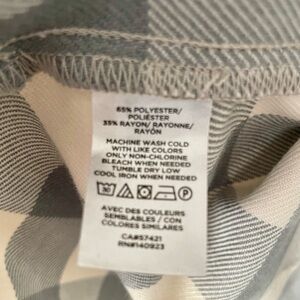 65% POLYESTER/
POLIÉSTER
35% RAYON/ RAYONNE/
RAYÓN
MACHINE WASH COLD
WITH LIKE COLORS
ONLY NON-CHLORINE
BLEACH WHEN NEEDED
TUMBLE DRY LOW
COOL IRON WHEN NEEDED
P
AVEC DES COULEURS
SEMBLABLES / CON
COLORES SIMILARES
CA#57421
RN#140923